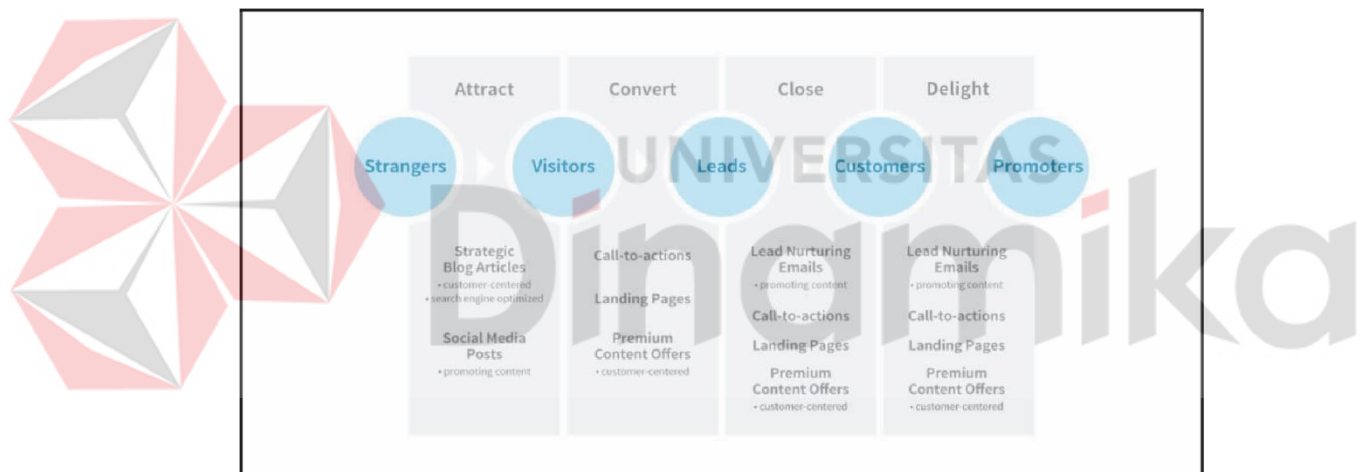 Attract
Convert
Close
Delight
Strangers
Visitors
Leads
Customers
Promoters
UNIVERSITAS
Dinamika
Strategic
Blog Articles
• customer-centered
• search engine optimized
Social Media
Posts
• promoting content
Call-to-actions
Landing Pages
Premium
Content Offers
• customer-centered
Lead Nurturing
Emails
• promoting content
Call-to-actions
Landing Pages
Premium
Content Offers
• customer-centered
Lead Nurturing
Emails
• promoting content
Call-to-actions
Landing Pages
Premium
Content Offers
• customer-centered